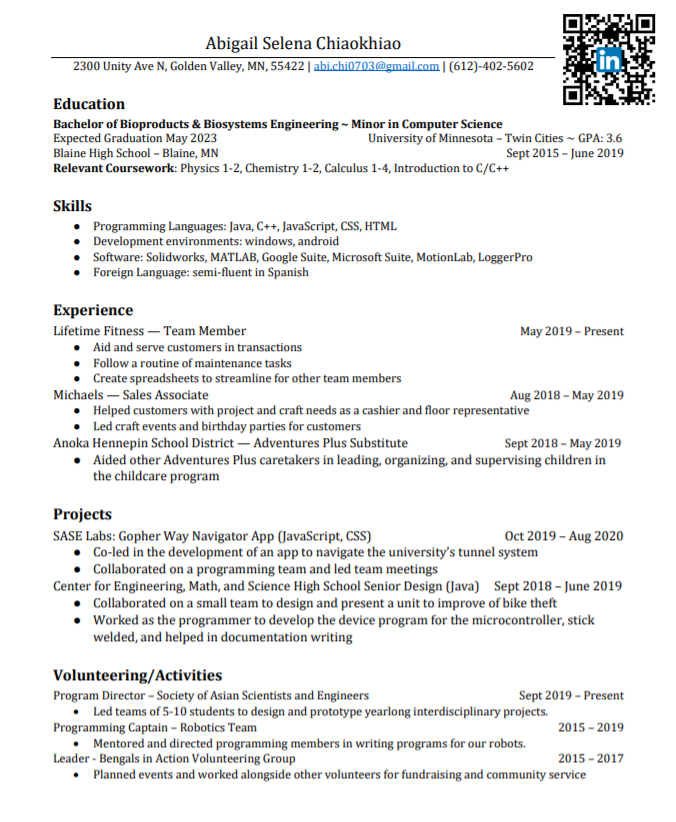 Abigail Selena Chiaokhiao
2300 Unity Ave N, Golden Valley, MN, 55422 | abi.chi0703@gmail.com | (612)-402-5602
in
Education
Bachelor of Bioproducts & Biosystems Engineering ~ Minor in Computer Science
Expected Graduation May 2023 University of Minnesota – Twin Cities ~ GPA: 3.6
Blaine High School – Blaine, MN Sept 2015 – June 2019
Relevant Coursework: Physics 1-2, Chemistry 1-2, Calculus 1-4, Introduction to C/C++
Skills
● Programming Languages: Java, C++, JavaScript, CSS, HTML
● Development environments: windows, android
● Software: Solidworks, MATLAB, Google Suite, Microsoft Suite, MotionLab, LoggerPro
● Foreign Language: semi-fluent in Spanish
Experience
Lifetime Fitness — Team Member May 2019 – Present
● Aid and serve customers in transactions
● Follow a routine of maintenance tasks
● Create spreadsheets to streamline for other team members
Michaels — Sales Associate Aug 2018 – May 2019
● Helped customers with project and craft needs as a cashier and floor representative
● Led craft events and birthday parties for customers
Anoka Hennepin School District — Adventures Plus Substitute Sept 2018 – May 2019
● Aided other Adventures Plus caretakers in leading, organizing, and supervising children in
the childcare program
Projects
SASE Labs: Gopher Way Navigator App (JavaScript, CSS) Oct 2019 – Aug 2020
● Co-led in the development of an app to navigate the university's tunnel system
● Collaborated on a programming team and led team meetings
Center for Engineering, Math, and Science High School Senior Design (Java) Sept 2018 – June 2019
● Collaborated on a small team to design and present a unit to improve of bike theft
● Worked as the programmer to develop the device program for the microcontroller, stick
welded, and helped in documentation writing
Volunteering/Activities
Program Director – Society of Asian Scientists and Engineers Sept 2019 – Present
● Led teams of 5-10 students to design and prototype yearlong interdisciplinary projects.
Programming Captain – Robotics Team 2015 – 2019
● Mentored and directed programming members in writing programs for our robots.
Leader - Bengals in Action Volunteering Group 2015 – 2017
● Planned events and worked alongside other volunteers for fundraising and community service